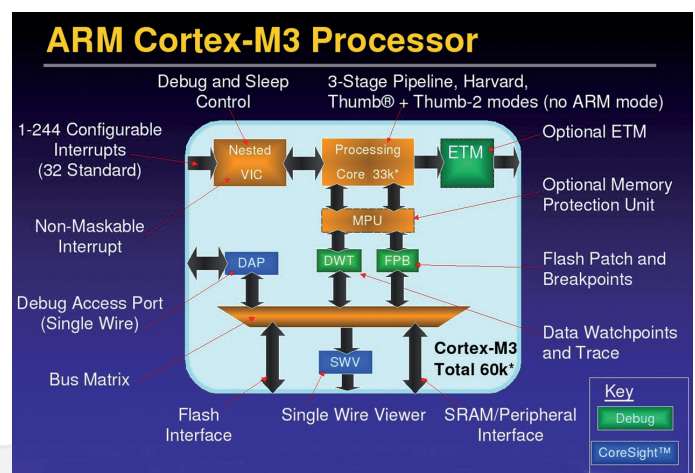 ARM Cortex-M3 Processor
Debug and Sleep
Control
3-Stage Pipeline, Harvard,
Thumb® + Thumb-2 modes (no ARM mode)
1-244 Configurable
Interrupts
(32 Standard)
Nested
VIC
Processing
Core 33k*
ETM
Optional ETM
MPU
Optional Memory
Protection Unit
Non-Maskable
Interrupt
DAP
DWT
FPB
Flash Patch and
Breakpoints
Debug Access Port
(Single Wire)
Data Watchpoints
and Trace
Bus Matrix
SWV
Cortex-M3
Total 60k*
Flash
Interface
Single Wire Viewer
SRAM/Peripheral
Interface
Key
Debug
CoreSight™